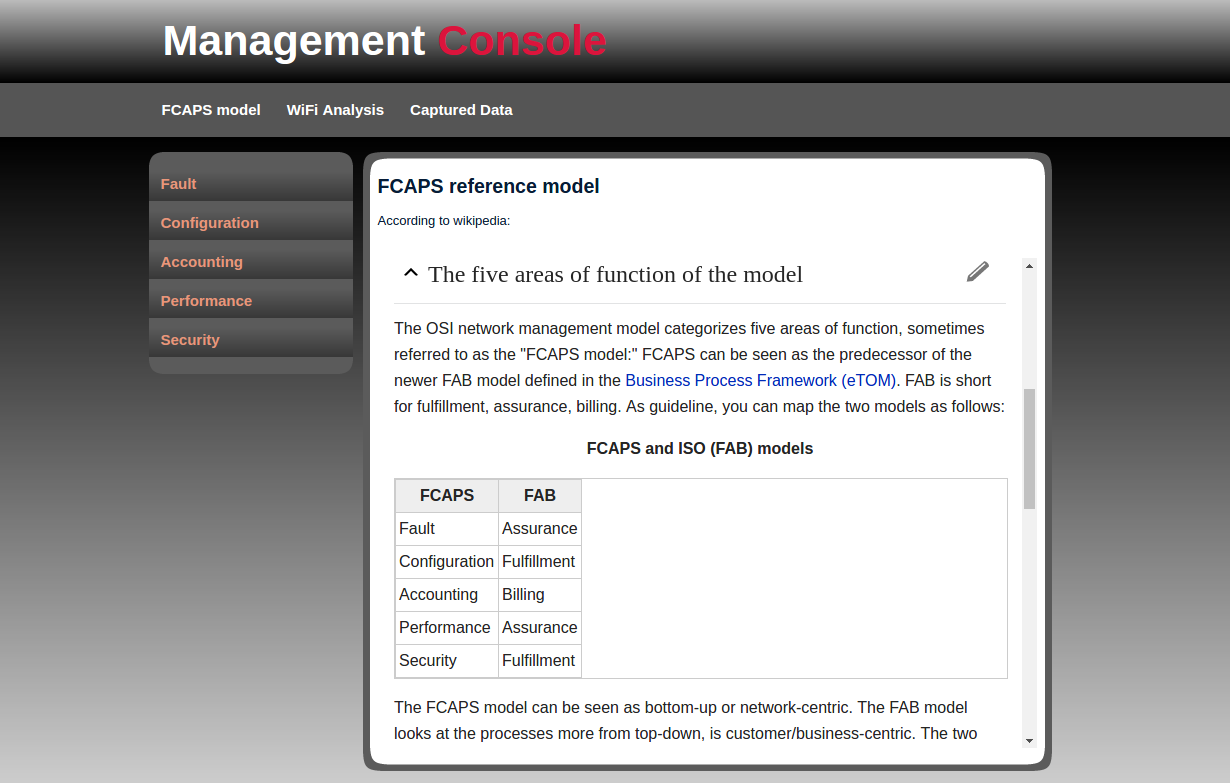 Management Console
FCAPS model WiFi Analysis Captured Data
Fault
Configuration
Accounting
Performance
Security
FCAPS reference model
According to wikipedia:
The five areas of function of the model
The OSI network management model categorizes five areas of function, sometimes
referred to as the "FCAPS model:" FCAPS can be seen as the predecessor of the
newer FAB model defined in the Business Process Framework (eTOM). FAB is short
for fulfillment, assurance, billing. As guideline, you can map the two models as follows:
FCAPS and ISO (FAB) models
FCAPS FAB
Fault Assurance
Configuration Fulfillment
Accounting Billing
Performance Assurance
Security Fulfillment
The FCAPS model can be seen as bottom-up or network-centric. The FAB model
looks at the processes more from top-down, is customer/business-centric. The two